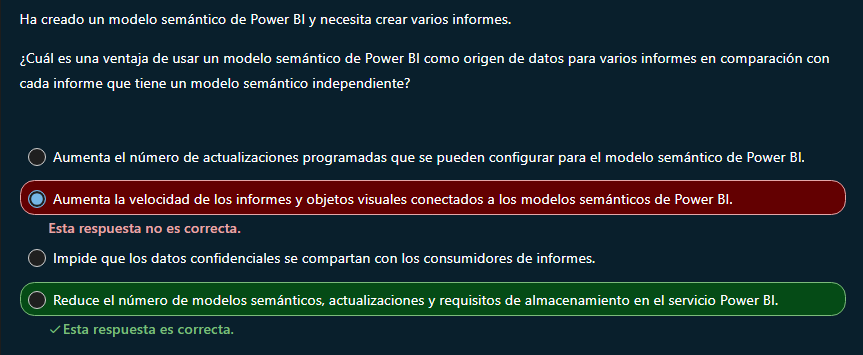 Ha creado un modelo semántico de Power BI y necesita crear varios informes.
¿Cuál es una ventaja de usar un modelo semántico de Power BI como origen de datos para varios informes en comparación con
cada informe que tiene un modelo semántico independiente?
Aumenta el número de actualizaciones programadas que se pueden configurar para el modelo semántico de Power BI.
Aumenta la velocidad de los informes y objetos visuales conectados a los modelos semánticos de Power BI.
Esta respuesta no es correcta.
Impide que los datos confidenciales se compartan con los consumidores de informes.
Reduce el número de modelos semánticos, actualizaciones y requisitos de almacenamiento en el servicio Power BI.
Esta respuesta es correcta.